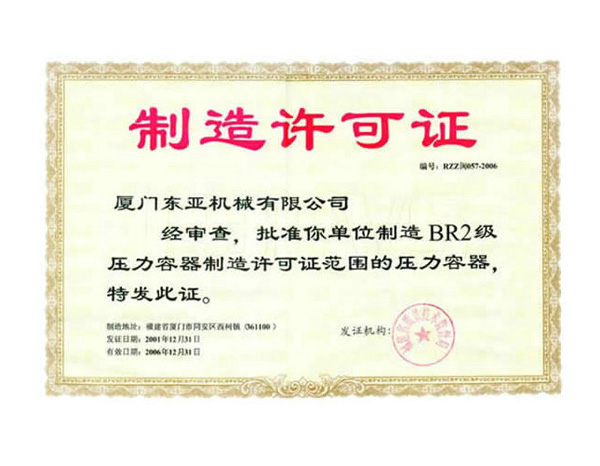 制造许可证
编号：RZZ闽057-2006
厦门东亚机械有限公司
经审查，批准你单位制造BR2级
压力容器制造许可证范围的压力容器，
特发此证。
制造地址：福建省厦门市同安区西柯镇（361100）
发证日期：2001年12月31日
有效日期：2006年12月31日
发证机构：